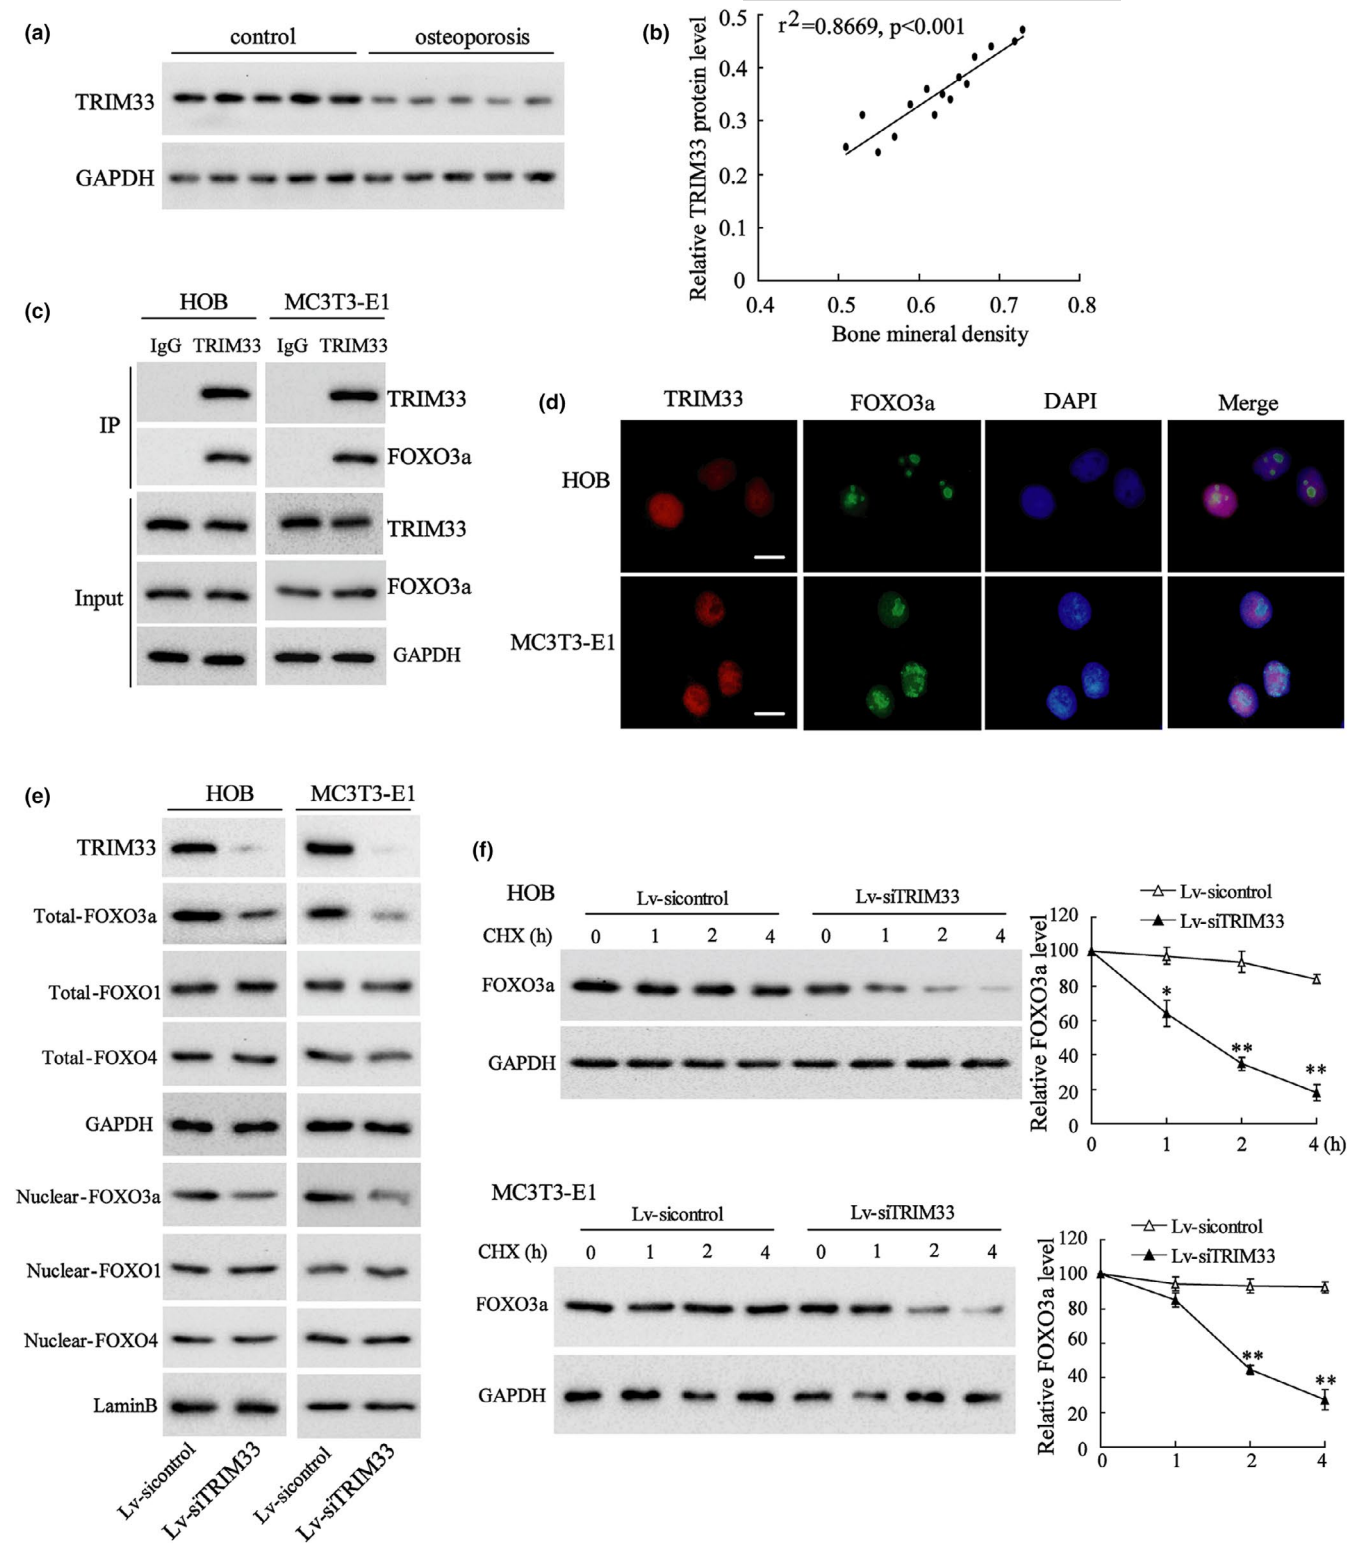 (a)
control osteoporosis
TRIM33
GAPDH
(b)
r2=0.8669, p<0.001
Relative TRIM33 protein level
0.5
0.4
0.3
0.2
0.1
0
0.4 0.5 0.6 0.7 0.8
Bone mineral density
(c)
HOB MC3T3-E1
IgG TRIM33 IgG TRIM33
IP
TRIM33
FOXO3a
Input
TRIM33
FOXO3a
GAPDH
(d)
TRIM33 FOXO3a DAPI Merge
HOB
MC3T3-E1
(e)
HOB MC3T3-E1
TRIM33
Total-FOXO3a
Total-FOXO1
Total-FOXO4
GAPDH
Nuclear-FOXO3a
Nuclear-FOXO1
Nuclear-FOXO4
LaminB
Lv-sicontrol Lv-siTRIM33 Lv-sicontrol Lv-siTRIM33
(f)
HOB
Lv-sicontrol Lv-siTRIM33
CHX (h) 0 1 2 4 0 1 2 4
FOXO3a
GAPDH
Lv-sicontrol
Lv-siTRIM33
Relative FOXO3a level
120
100
80
60
40
20
0
* ** **
0 1 2 4 (h)
MC3T3-E1
Lv-sicontrol Lv-siTRIM33
CHX (h) 0 1 2 4 0 1 2 4
FOXO3a
GAPDH
Lv-sicontrol
Lv-siTRIM33
Relative FOXO3a level
120
100
80
60
40
20
0
** **
0 1 2 4